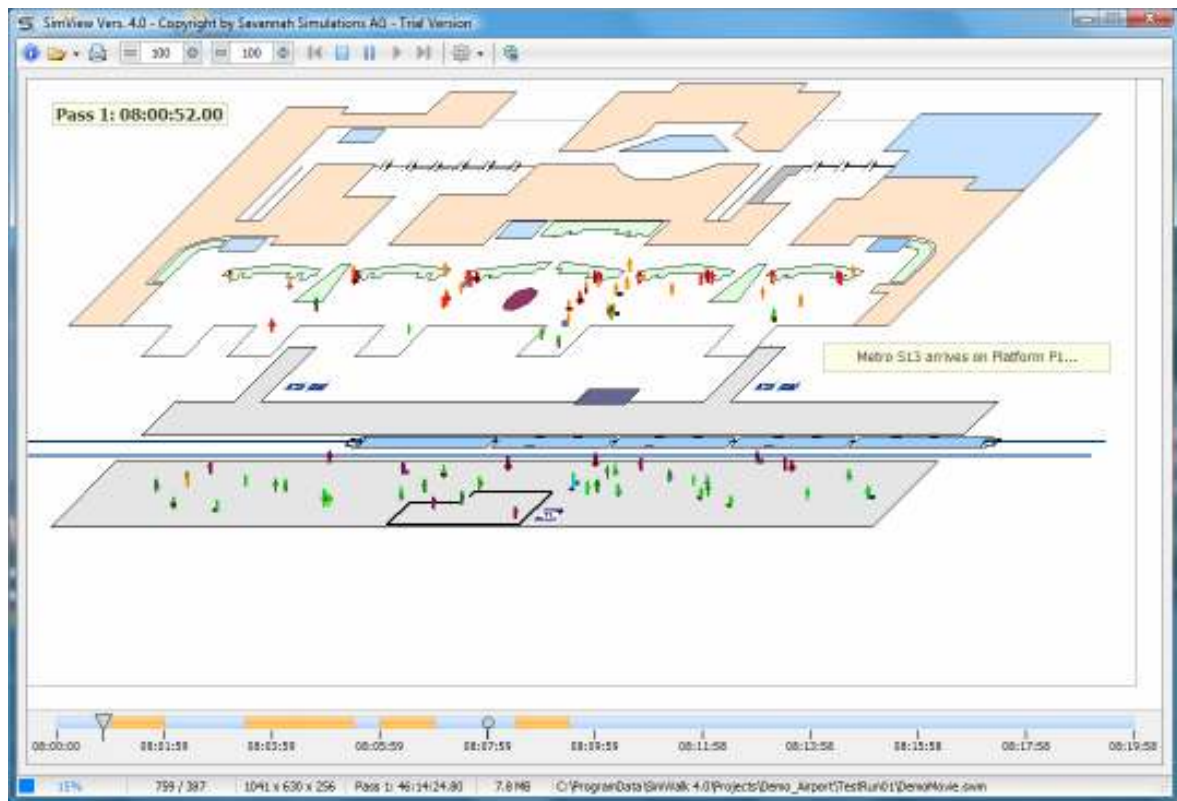 SimView Vers. 4.0 - Copyright by Savannah Simulations AG - Trial Version
100 100
Pass 1: 08:00:52.00
Metro S13 arrives on Platform P1...
08:00:00 08:01:59 08:03:59 08:05:59 08:07:59 08:09:59 08:11:58 08:13:58 08:15:58 08:17:58 08:19:58
15% 759 / 387 1041 x 630 x 256 Pass 1: 46:14:24.80 7.8 MB C:\ProgramData\SimWalk 4.0\Projects\Demo_Airport\TestRun01\DemoMovie.swm